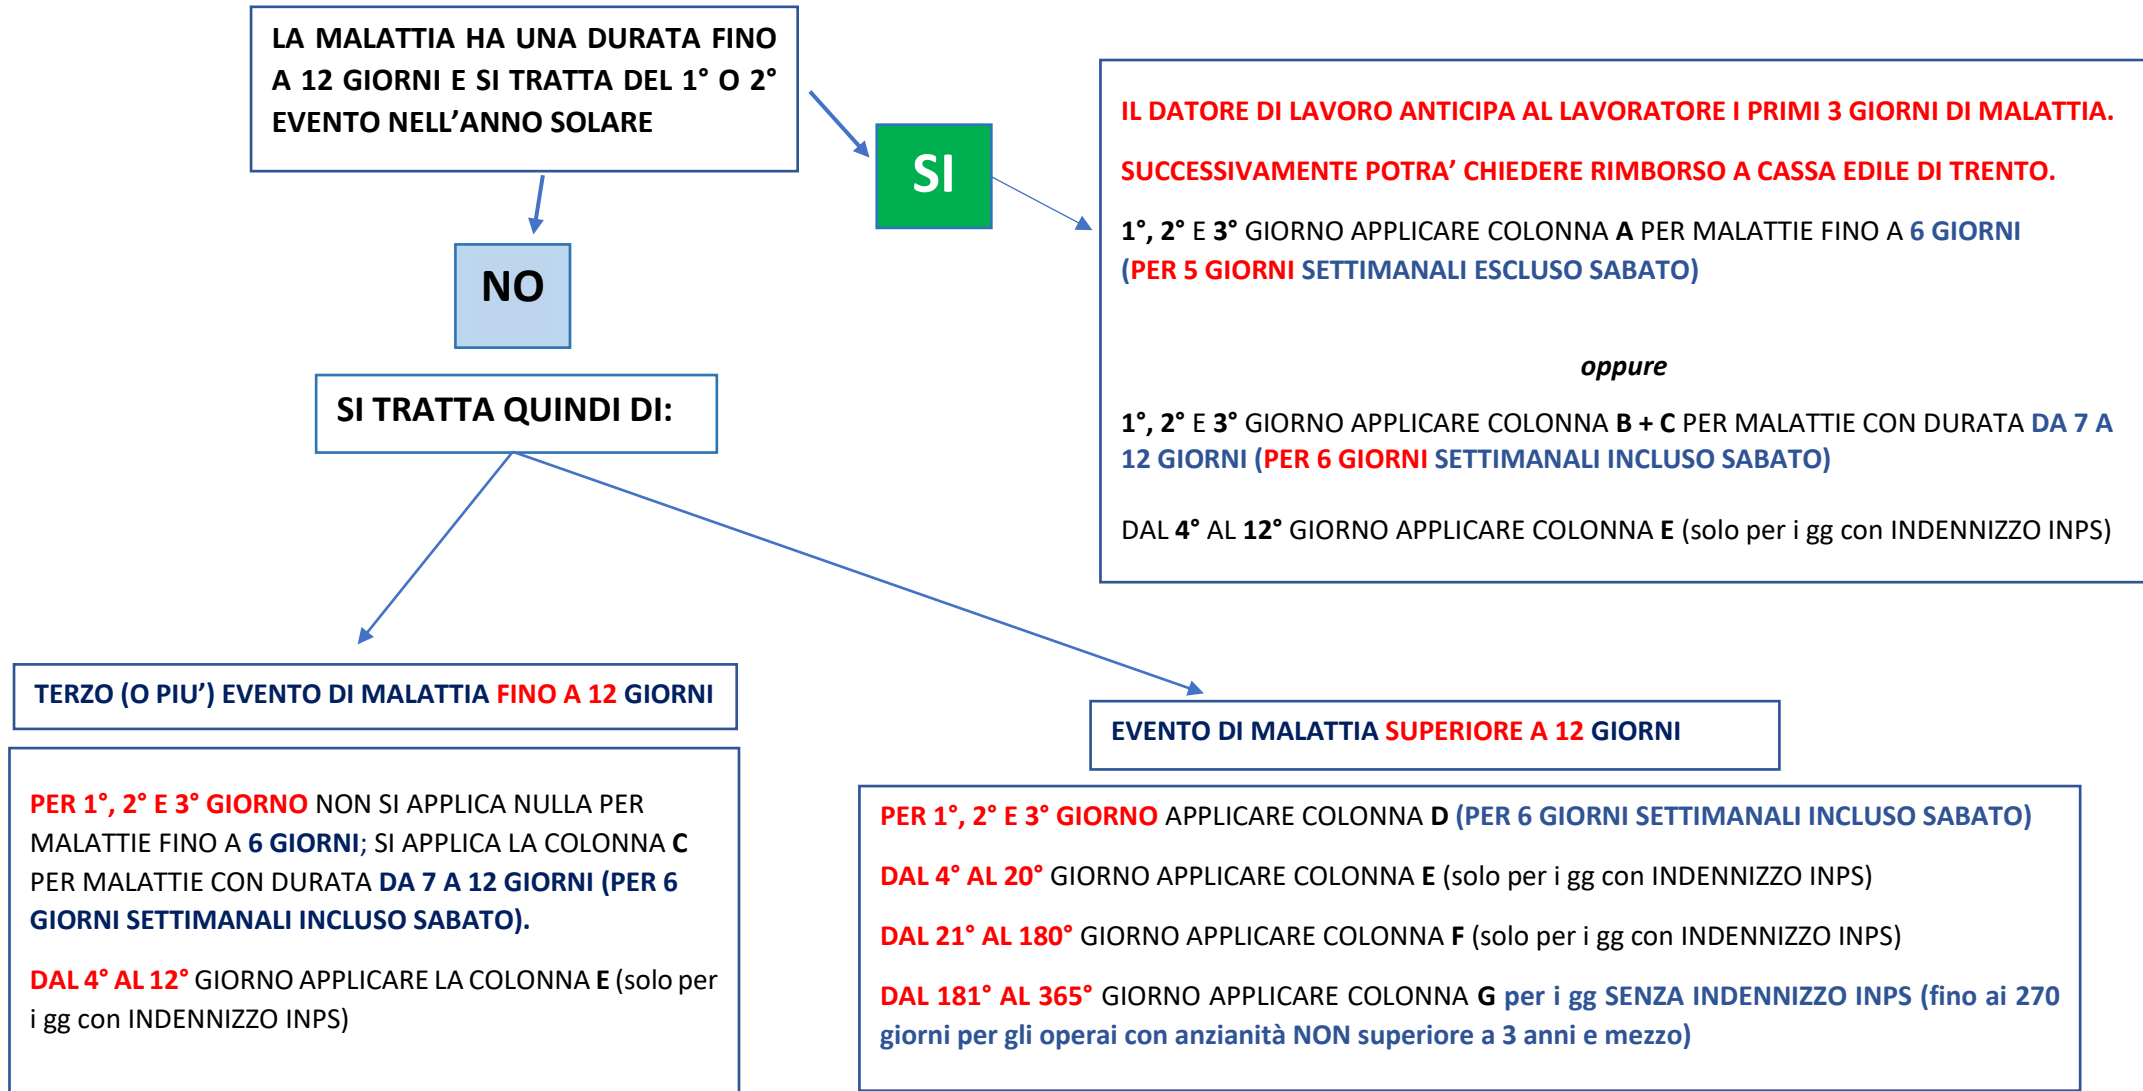 LA MALATTIA HA UNA DURATA FINO
A 12 GIORNI E SI TRATTA DEL 1° O 2°
EVENTO NELL'ANNO SOLARE
SI
NO
SI TRATTA QUINDI DI:
IL DATORE DI LAVORO ANTICIPA AL LAVORATORE I PRIMI 3 GIORNI DI MALATTIA.
SUCCESSIVAMENTE POTRA' CHIEDERE RIMBORSO A CASSA EDILE DI TRENTO.
1°, 2° E 3° GIORNO APPLICARE COLONNA A PER MALATTIE FINO A 6 GIORNI
(PER 5 GIORNI SETTIMANALI ESCLUSO SABATO)
oppure
1°, 2° E 3° GIORNO APPLICARE COLONNA B + C PER MALATTIE CON DURATA DA 7 A
12 GIORNI (PER 6 GIORNI SETTIMANALI INCLUSO SABATO)
DAL 4° AL 12° GIORNO APPLICARE COLONNA E (solo per i gg con INDENNIZZO INPS)
TERZO (O PIU') EVENTO DI MALATTIA FINO A 12 GIORNI
PER 1°, 2° E 3° GIORNO NON SI APPLICA NULLA PER
MALATTIE FINO A 6 GIORNI; SI APPLICA LA COLONNA C
PER MALATTIE CON DURATA DA 7 A 12 GIORNI (PER 6
GIORNI SETTIMANALI INCLUSO SABATO).
DAL 4° AL 12° GIORNO APPLICARE LA COLONNA E (solo per
i gg con INDENNIZZO INPS)
EVENTO DI MALATTIA SUPERIORE A 12 GIORNI
PER 1°, 2° E 3° GIORNO APPLICARE COLONNA D (PER 6 GIORNI SETTIMANALI INCLUSO SABATO)
DAL 4° AL 20° GIORNO APPLICARE COLONNA E (solo per i gg con INDENNIZZO INPS)
DAL 21° AL 180° GIORNO APPLICARE COLONNA F (solo per i gg con INDENNIZZO INPS)
DAL 181° AL 365° GIORNO APPLICARE COLONNA G per i gg SENZA INDENNIZZO INPS (fino ai 270
giorni per gli operai con anzianità NON superiore a 3 anni e mezzo)